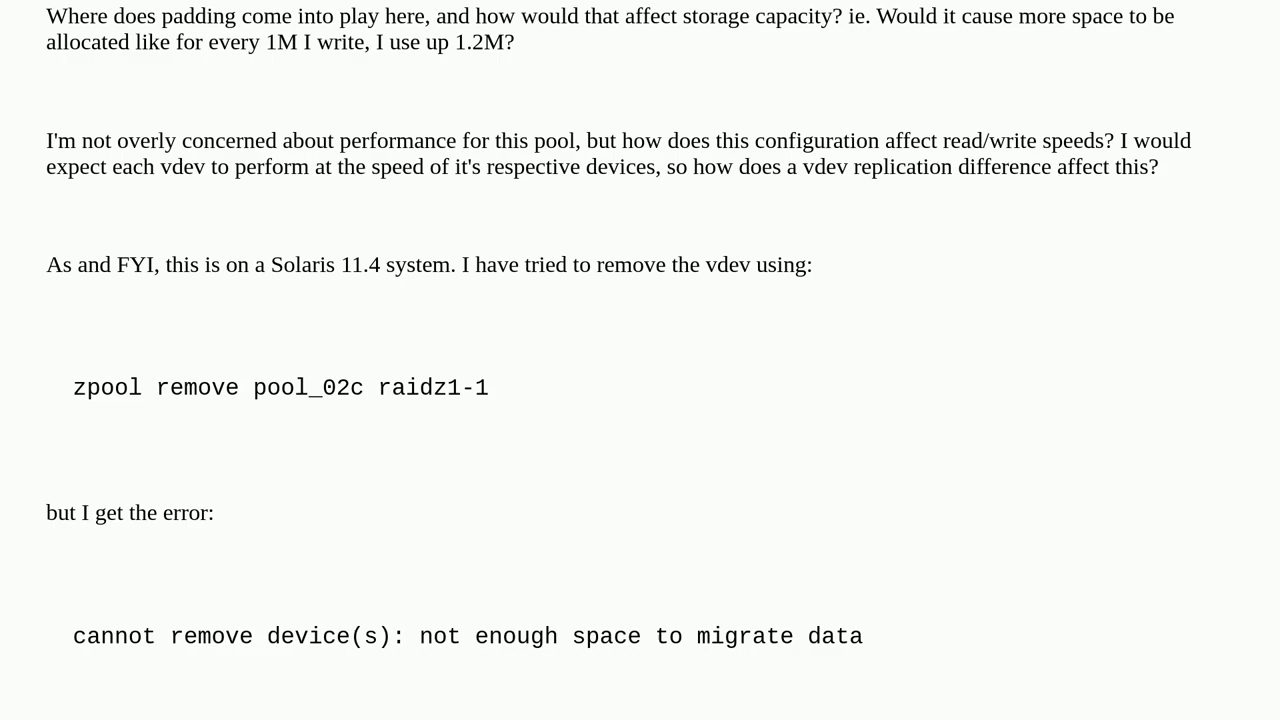 Where does padding come into play here, and how would that affect storage capacity? ie. Would it cause more space to be
allocated like for every 1M I write, I use up 1.2M?
I'm not overly concerned about performance for this pool, but how does this configuration affect read/write speeds? I would
expect each vdev to perform at the speed of it's respective devices, so how does a vdev replication difference affect this?
As and FYI, this is on a Solaris 11.4 system. I have tried to remove the vdev using:
zpool remove pool_02c raidz1-1
but I get the error:
cannot remove device(s): not enough space to migrate data